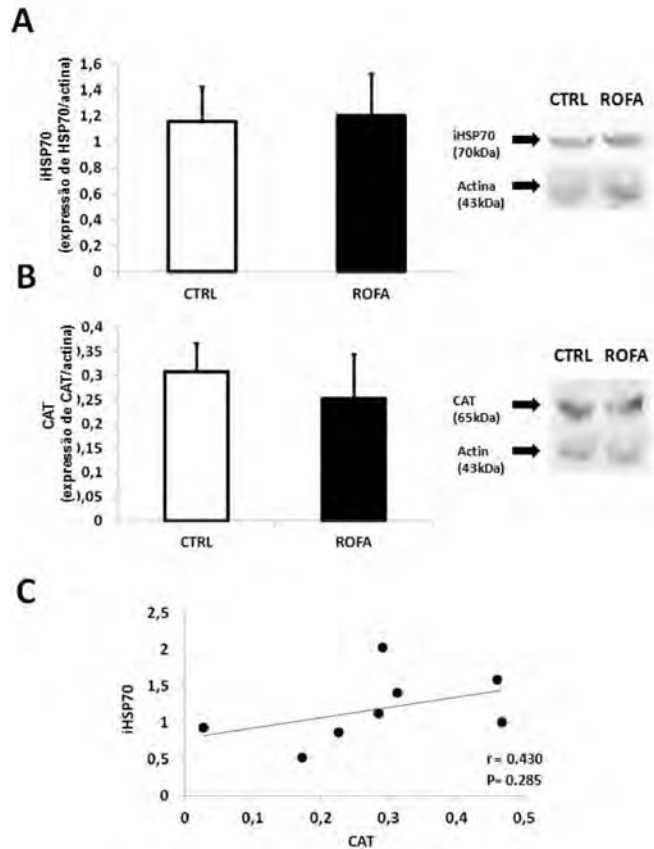 A
iHSP70
(expressão de HSP70/actina)
1,6
1,4
1,2
1
0,8
0,6
0,4
0,2
0
CTRL
ROFA
CTRL ROFA
iHSP70
(70kDa)
Actina
(43kDa)
B
CAT
(expressão de CAT/actina)
0,4
0,35
0,3
0,25
0,2
0,15
0,1
0,05
0
CTRL
ROFA
CTRL ROFA
CAT
(65kDa)
Actin
(43kDa)
C
iHSP70
2,5
2
1,5
1
0,5
0
r = 0.430
P= 0.285
0
0,1
0,2
0,3
0,4
0,5
CAT